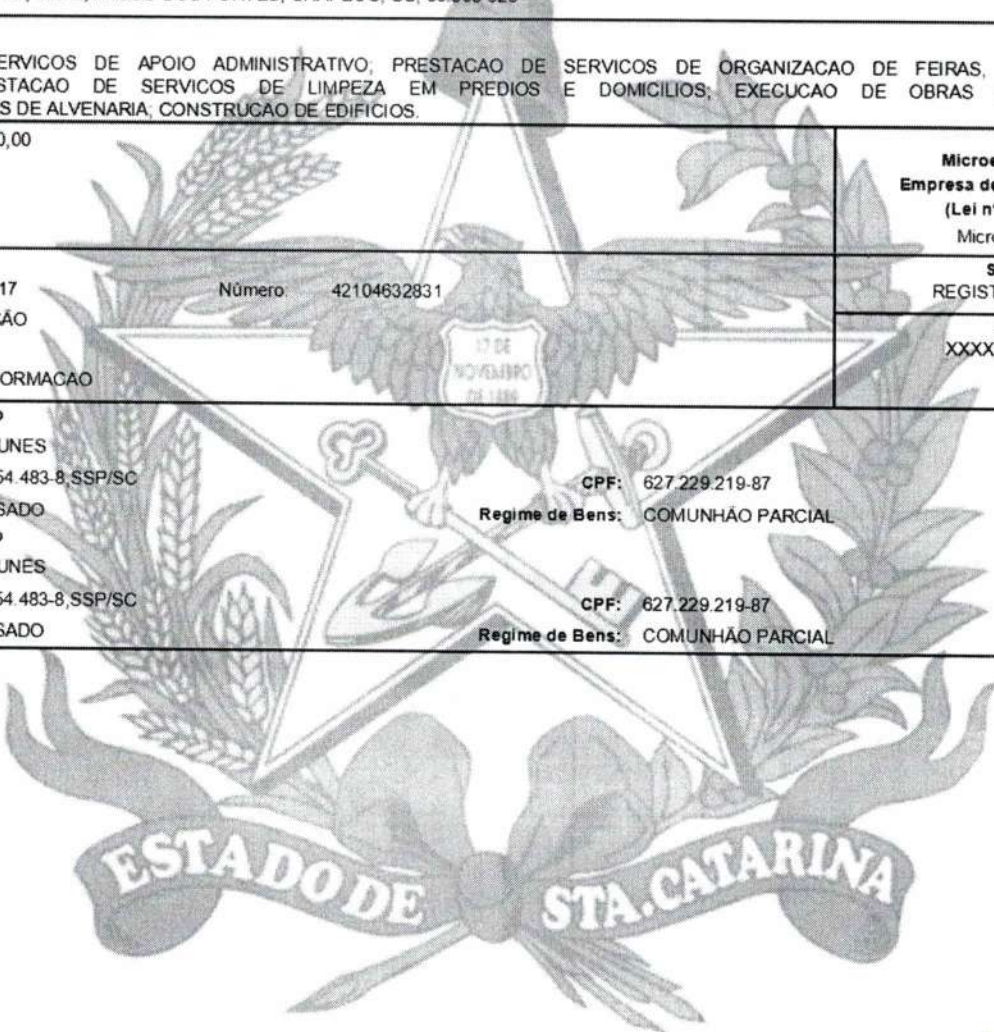 ERVICOS DE APOIO ADMINISTRATIVO; PRESTACAO DE SERVICOS DE ORGANIZACAO DE FEIRAS,
STACAO DE SERVICOS DE LIMPEZA EM PREDIOS E DOMICILIOS; EXECUCAO DE OBRAS
S DE ALVENARIA; CONSTRUCAO DE EDIFICIOS.
0,00
Microe
Empresa de
(Lei n
Micro
17 Número: 42104632831
ÃO
ORMACAO
S
REGIST
XXXX
17 DE
NOVEMBRO
DE 1889
UNES
54.483-8,SSP/SC CPF: 627.229.219-87
SADO Regime de Bens: COMUNHÃO PARCIAL
UNES
54.483-8,SSP/SC CPF: 627.229.219-87
SADO Regime de Bens: COMUNHÃO PARCIAL
ESTADO DE STA.CATARINA